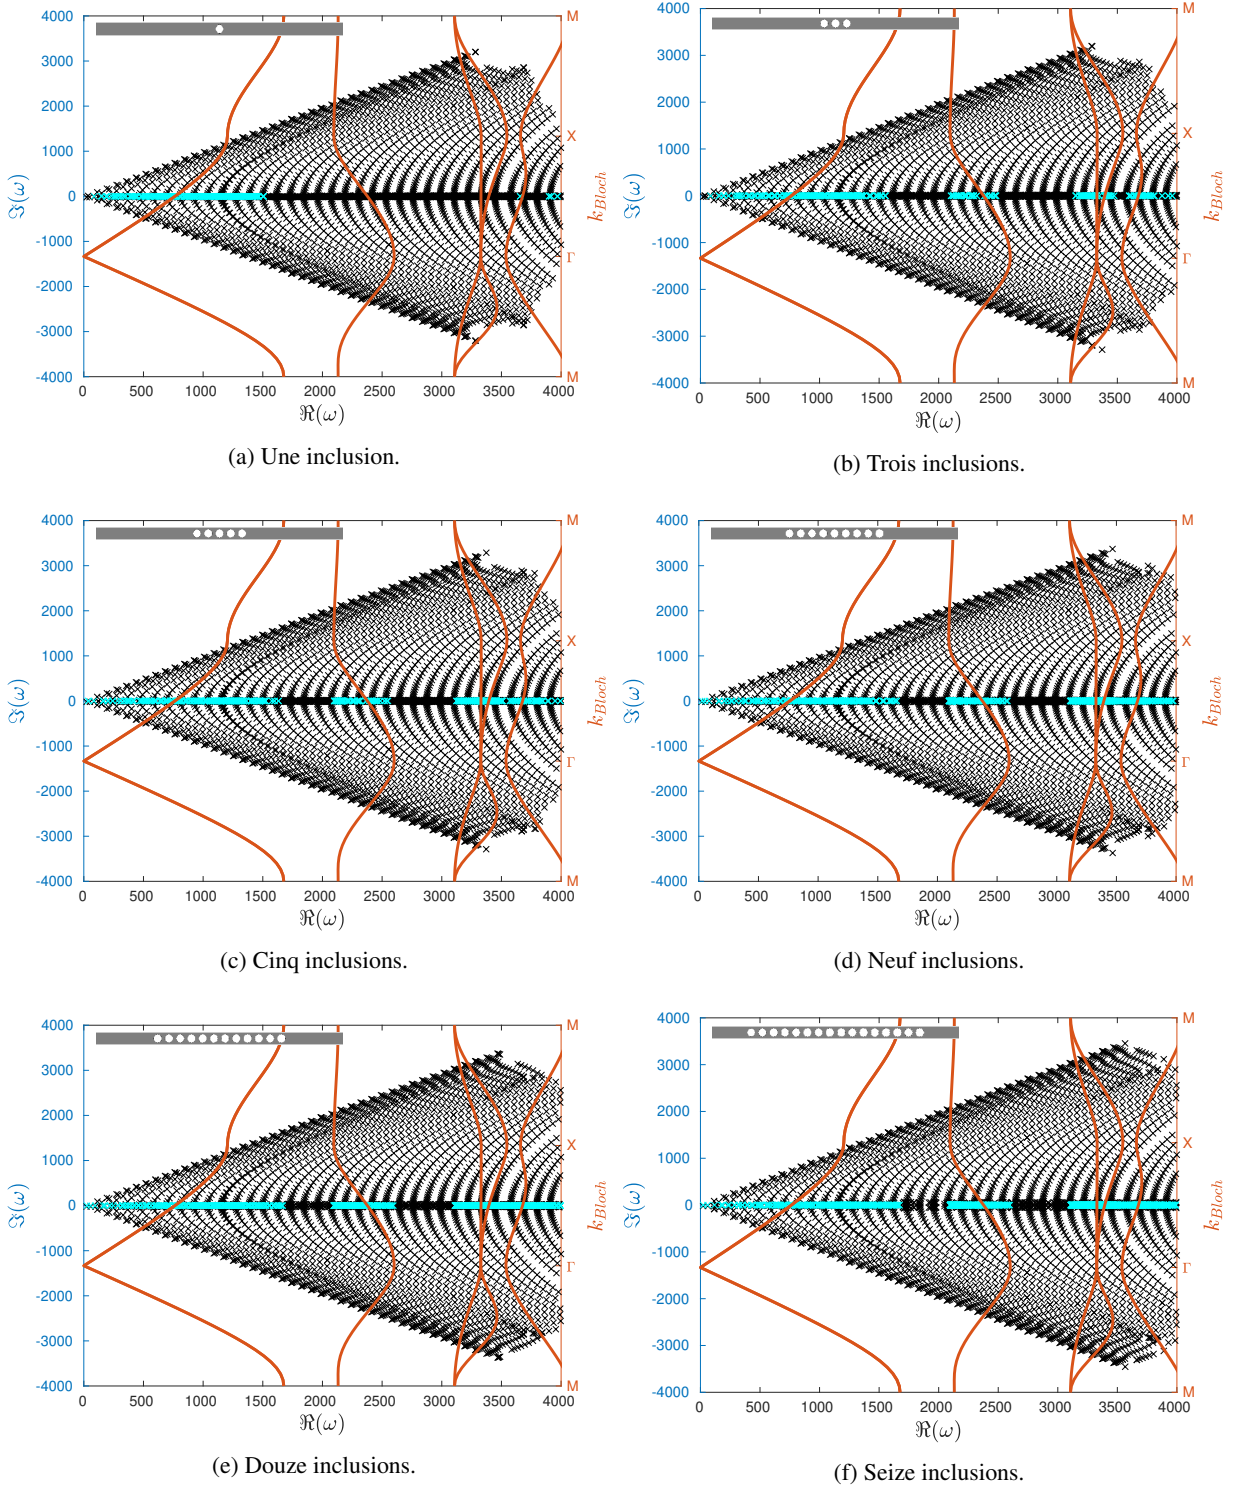 4000
3000
2000
1000
0
-1000
-2000
-3000
-4000
ℑ(ω)
0 500 1000 1500 2000 2500 3000 3500 4000
ℜ(ω)
M
X
Γ
M
k_Bloch
(a) Une inclusion.
4000
3000
2000
1000
0
-1000
-2000
-3000
-4000
ℑ(ω)
0 500 1000 1500 2000 2500 3000 3500 4000
ℜ(ω)
M
X
Γ
M
k_Bloch
(b) Trois inclusions.
4000
3000
2000
1000
0
-1000
-2000
-3000
-4000
ℑ(ω)
0 500 1000 1500 2000 2500 3000 3500 4000
ℜ(ω)
M
X
Γ
M
k_Bloch
(c) Cinq inclusions.
4000
3000
2000
1000
0
-1000
-2000
-3000
-4000
ℑ(ω)
0 500 1000 1500 2000 2500 3000 3500 4000
ℜ(ω)
M
X
Γ
M
k_Bloch
(d) Neuf inclusions.
4000
3000
2000
1000
0
-1000
-2000
-3000
-4000
ℑ(ω)
0 500 1000 1500 2000 2500 3000 3500 4000
ℜ(ω)
M
X
Γ
M
k_Bloch
(e) Douze inclusions.
4000
3000
2000
1000
0
-1000
-2000
-3000
-4000
ℑ(ω)
0 500 1000 1500 2000 2500 3000 3500 4000
ℜ(ω)
M
X
Γ
M
k_Bloch
(f) Seize inclusions.